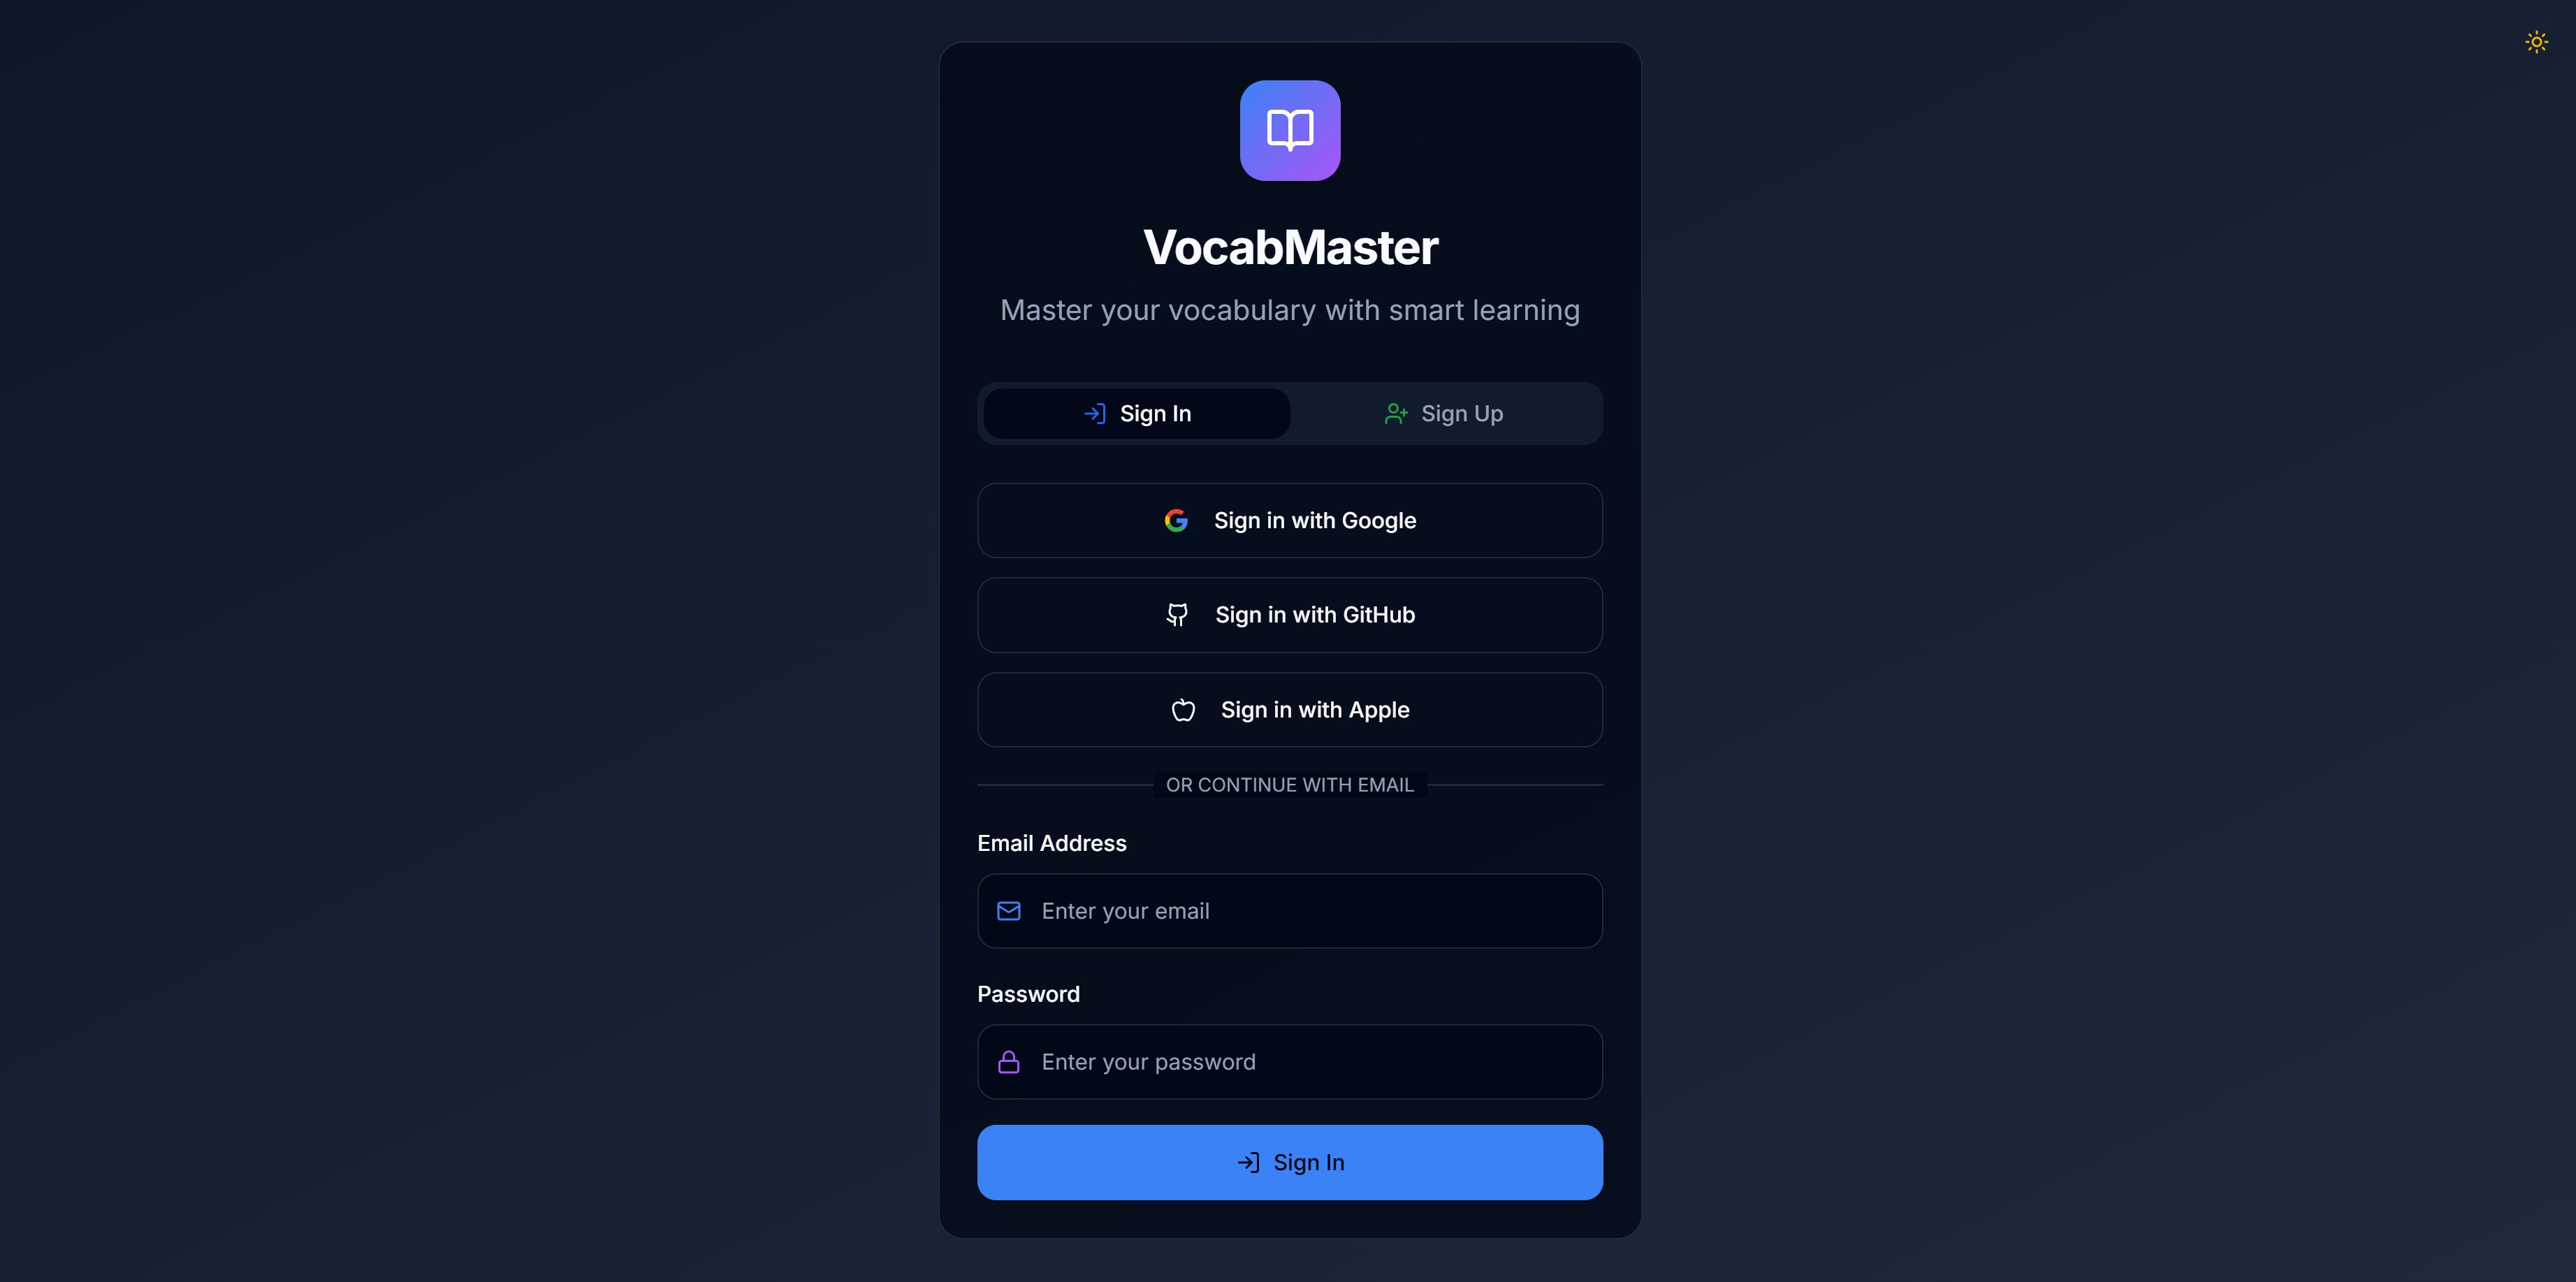 VocabMaster
Master your vocabulary with smart learning
Sign In
Sign Up
Sign in with Google
Sign in with GitHub
Sign in with Apple
OR CONTINUE WITH EMAIL
Email Address
Enter your email
Password
Enter your password
Sign In